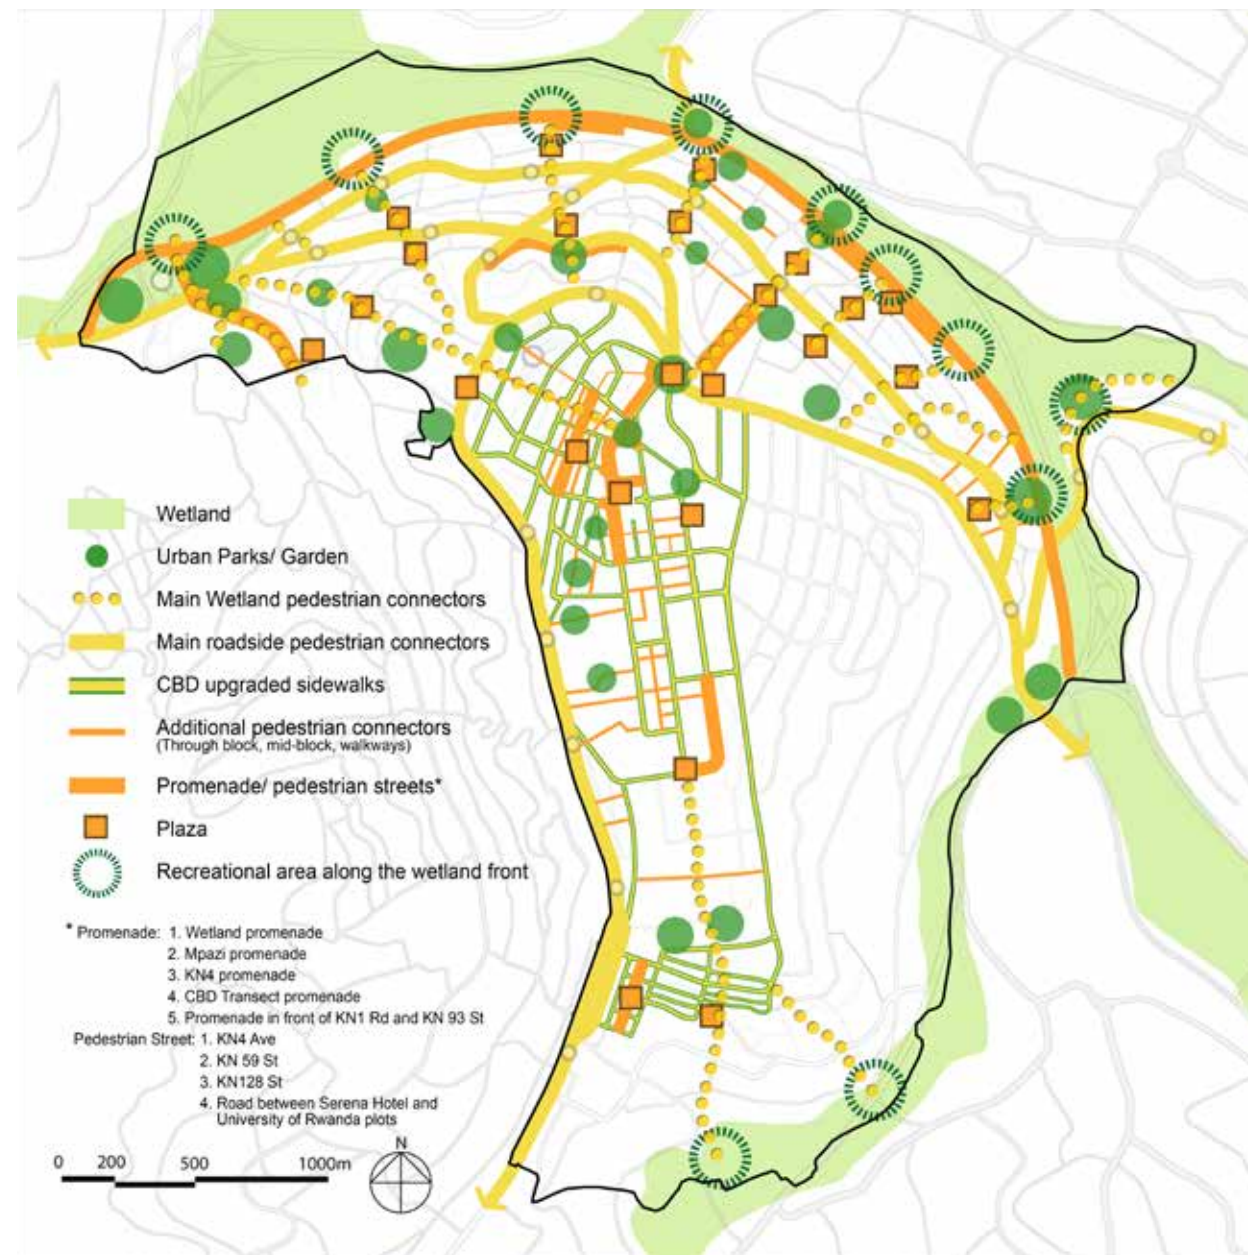 Wetland
Urban Parks/ Garden
Main Wetland pedestrian connectors
Main roadside pedestrian connectors
CBD upgraded sidewalks
Additional pedestrian connectors
(Through block, mid-block, walkways)
Promenade/ pedestrian streets*
Plaza
Recreational area along the wetland front
* Promenade: 1. Wetland promenade
2. Mpazi promenade
3. KN4 promenade
4. CBD Transect promenade
5. Promenade in front of KN1 Rd and KN 93 St
Pedestrian Street: 1. KN4 Ave
2. KN 59 St
3. KN128 St
4. Road between Serena Hotel and
University of Rwanda plots
0 200 500 1000m
N